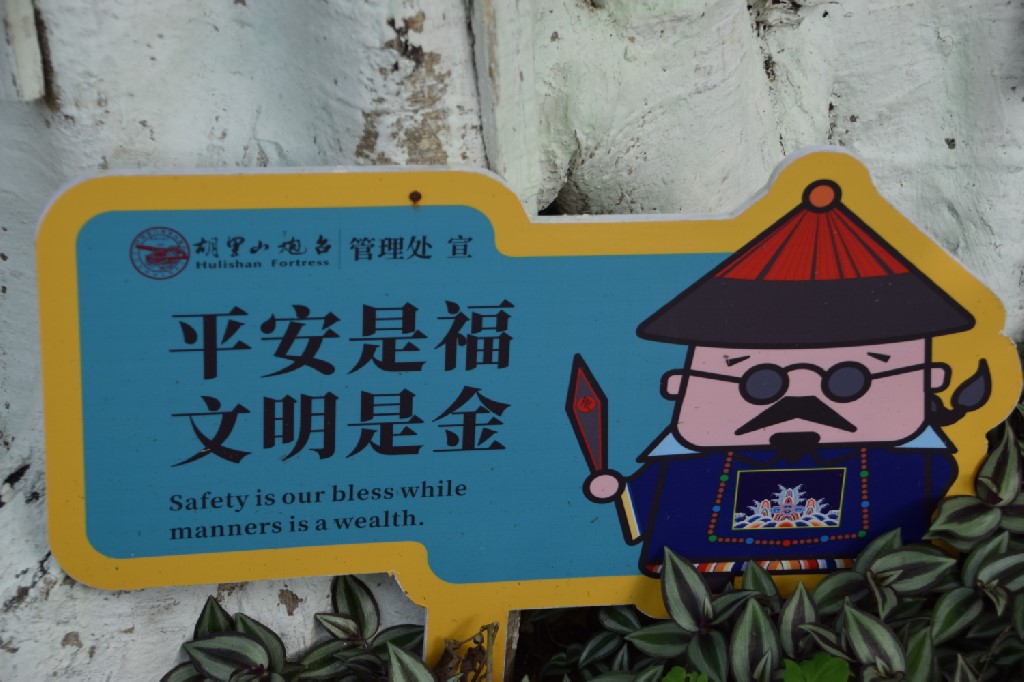 胡里山炮台 管理处 宣
Hulishan Fortress
平安是福
文明是金
Safety is our bless while
manners is a wealth.